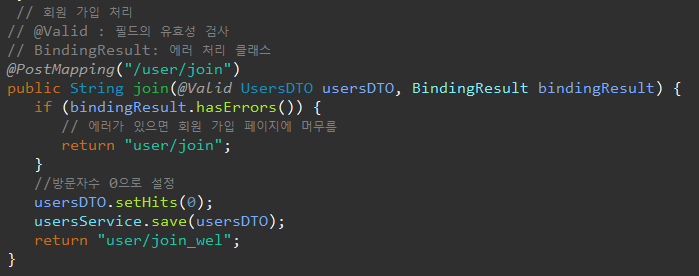 // 회원 가입 처리
// @Valid : 필드의 유효성 검사
// BindingResult: 에러 처리 클래스
@PostMapping("/user/join")
public String join(@Valid UsersDTO usersDTO, BindingResult bindingResult) {
if (bindingResult.hasErrors()) {
// 에러가 있으면 회원 가입 페이지에 머무름
return "user/join";
}
//방문자수 0으로 설정
usersDTO.setHits(0);
usersService.save(usersDTO);
return "user/join_wel";
}